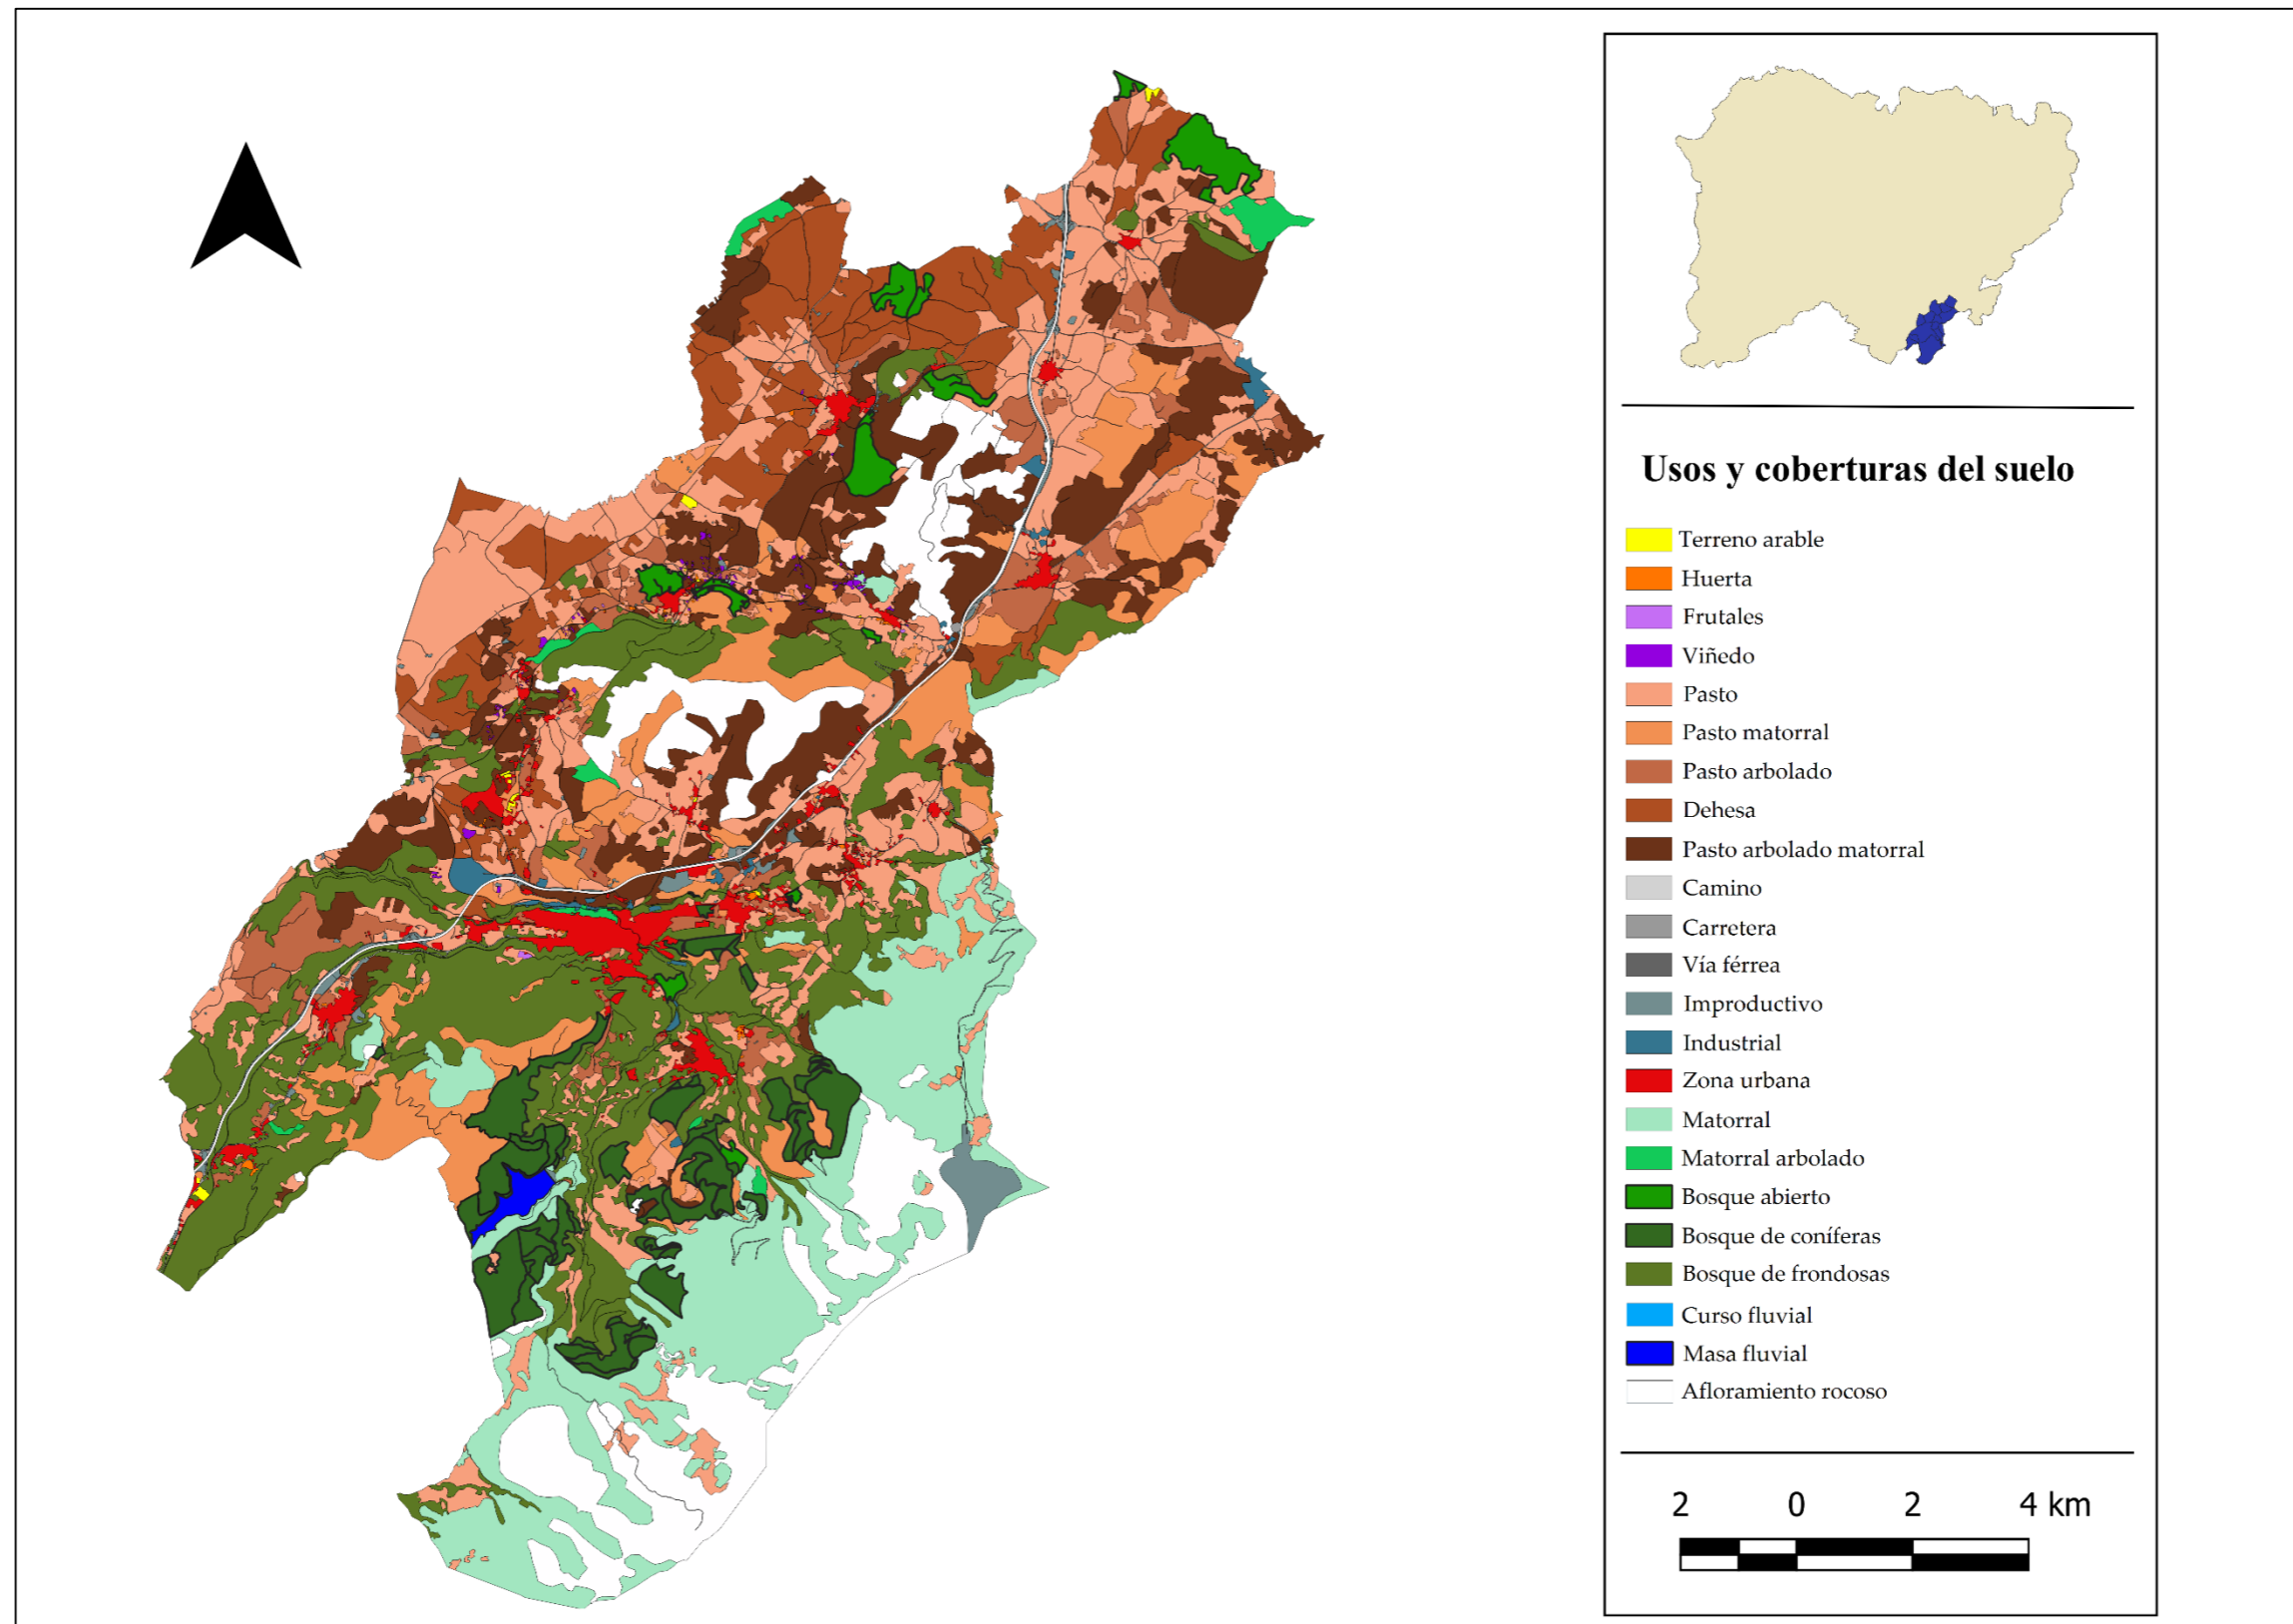 Usos y coberturas del suelo
Terreno arable
Huerta
Frutales
Viñedo
Pasto
Pasto matorral
Pasto arbolado
Dehesa
Pasto arbolado matorral
Camino
Carretera
Vía férrea
Improductivo
Industrial
Zona urbana
Matorral
Matorral arbolado
Bosque abierto
Bosque de coníferas
Bosque de frondosas
Curso fluvial
Masa fluvial
Afloramiento rocoso
2 0 2 4 km